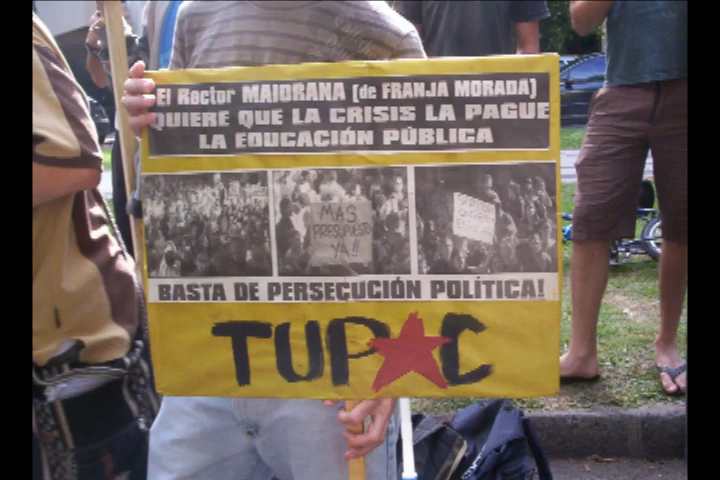 El Rector MAIORANA (de FRANJA MORADA)
QUIERE QUE LA CRISIS LA PAGUE
LA EDUCACIÓN PÚBLICA
MAS
PRESUPUESTO
YA!!
BASTA DE PERSECUCIÓN POLÍTICA!
TUPAC